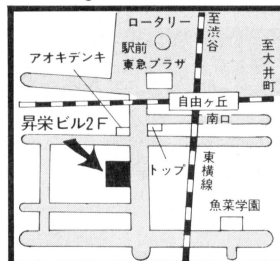 ロータリー
駅前
東急プラザ
至渋谷
至大井町
アオキデンキ
自由ヶ丘
南口
昇栄ビル2F
トップ
東横線
魚菜学園